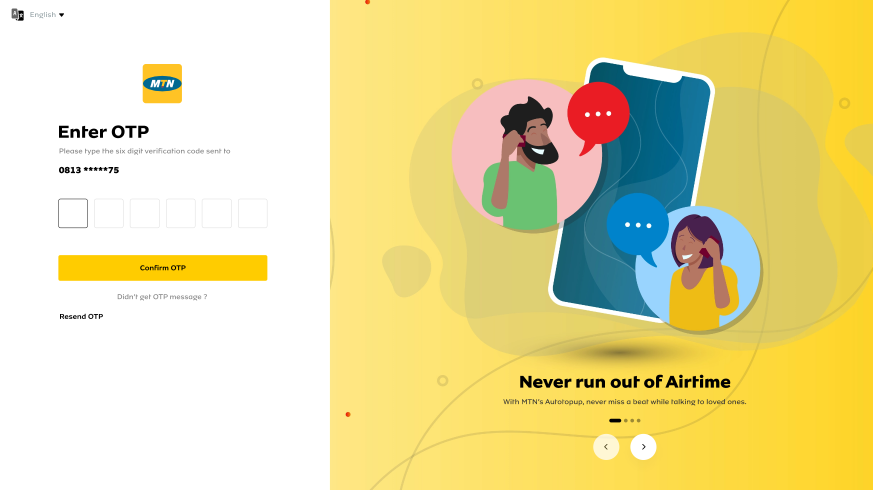 English
MTN
Enter OTP
Please type the six digit verification code sent to
0813 *****75
Confirm OTP
Didn't get OTP message ?
Resend OTP
Never run out of Airtime
With MTN's Autotopup, never miss a beat while talking to loved ones.